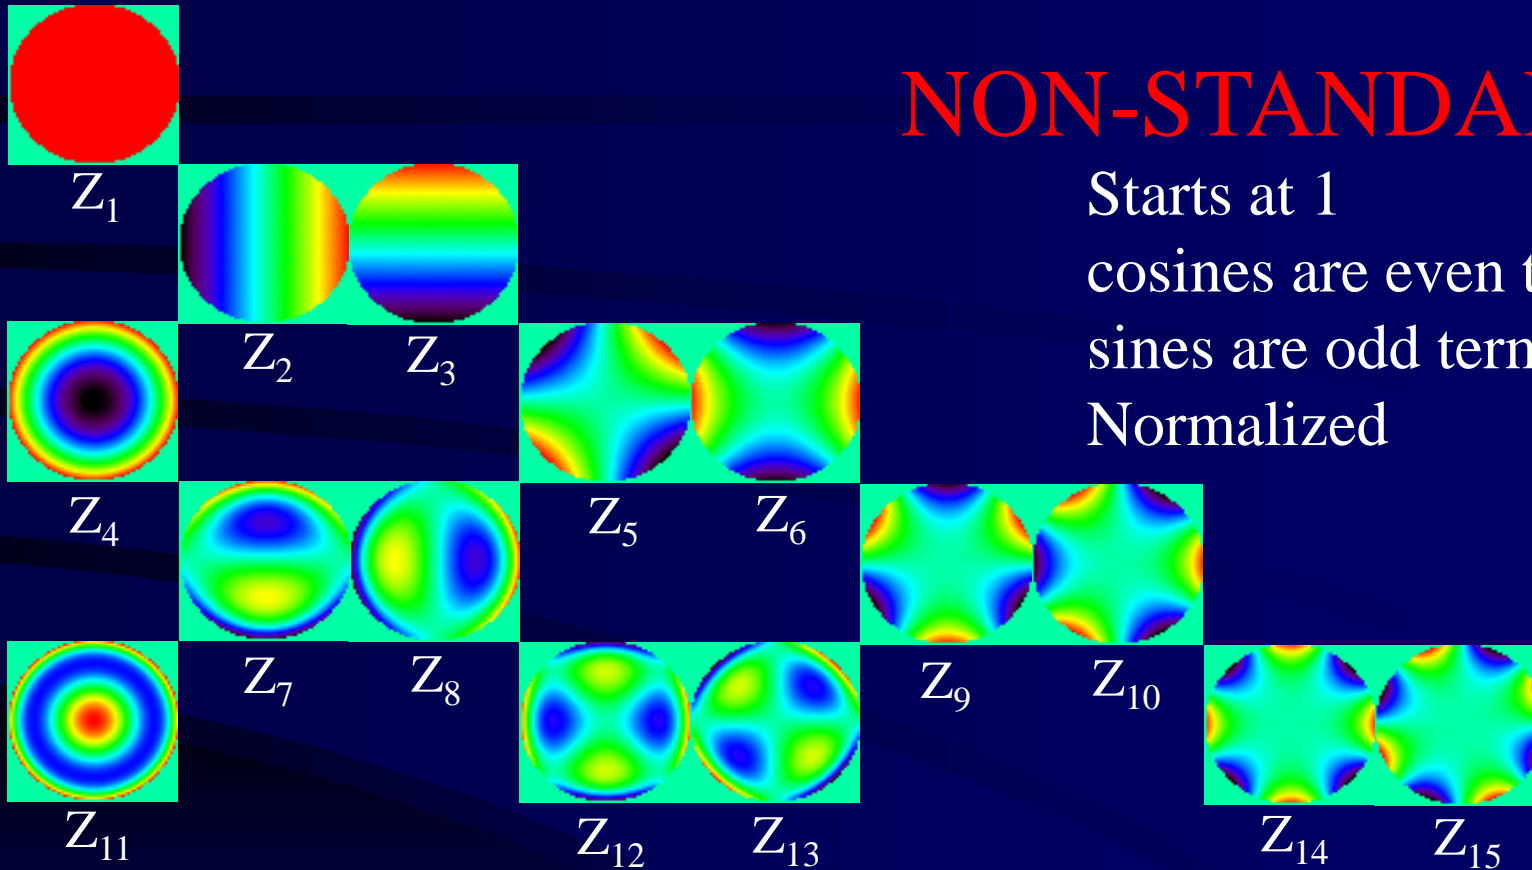 NON-STANDA
Starts at 1
cosines are even
sines are odd
Normalized
Z₁
Z₂ Z₃
Z₄ Z₅ Z₆
Z₇ Z₈ Z₉ Z₁₀
Z₁₁ Z₁₂ Z₁₃ Z₁₄ Z₁₅